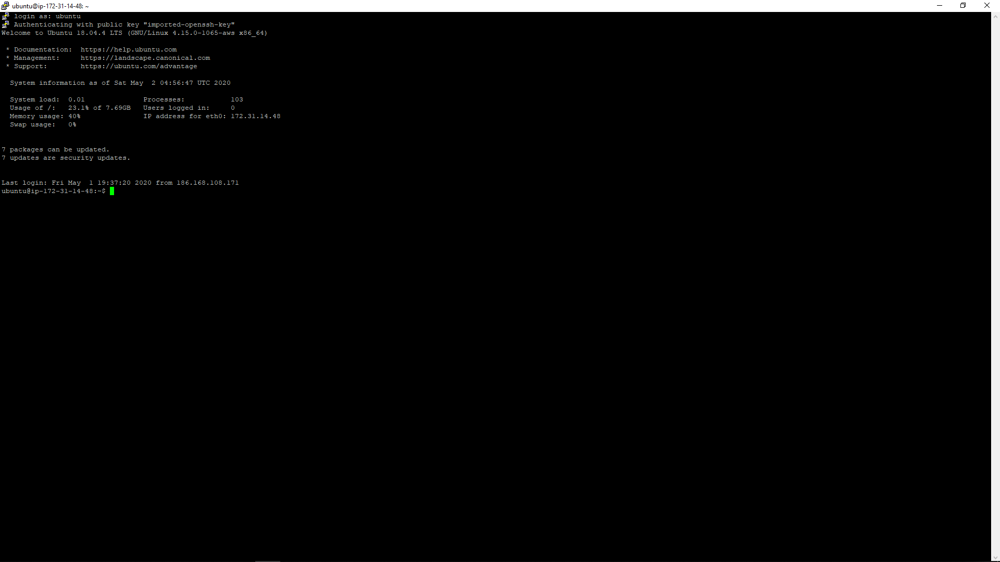 ubuntu@ip-172-31-14-48: ~
login as: ubuntu
Authenticating with public key "imported-openssh-key"
Welcome to Ubuntu 18.04.4 LTS (GNU/Linux 4.15.0-1065-aws x86_64)
* Documentation:  https://help.ubuntu.com
* Management:     https://landscape.canonical.com
* Support:        https://ubuntu.com/advantage
System information as of Sat May  2 04:56:47 UTC 2020
System load:  0.01              Processes:           103
Usage of /:   23.1% of 7.69GB   Users logged in:     0
Memory usage: 40%               IP address for eth0: 172.31.14.48
Swap usage:   0%
7 packages can be updated.
7 updates are security updates.
Last login: Fri May  1 19:37:20 2020 from 186.168.108.171
ubuntu@ip-172-31-14-48:~$